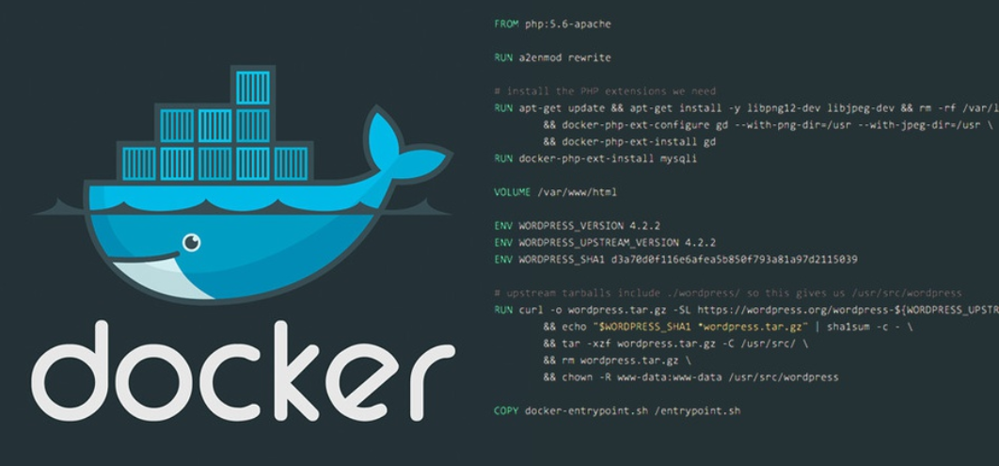 docker
FROM php:5.6-apache
RUN a2enmod rewrite
# install the PHP extensions we need
RUN apt-get update && apt-get install -y libpng12-dev libjpeg-dev && rm -rf /var/l
&& docker-php-ext-configure gd --with-png-dir=/usr --with-jpeg-dir=/usr \
&& docker-php-ext-install gd
RUN docker-php-ext-install mysqli
VOLUME /var/www/html
ENV WORDPRESS_VERSION 4.2.2
ENV WORDPRESS_UPSTREAM_VERSION 4.2.2
ENV WORDPRESS_SHA1 d3a70d0f116e6afea5b850f793a81a97d2115039
# upstream tarballs include ./wordpress/ so this gives us /usr/src/wordpress
RUN curl -o wordpress.tar.gz -SL https://wordpress.org/wordpress-${WORDPRESS_UPSTR
&& echo "$WORDPRESS_SHA1 *wordpress.tar.gz" | sha1sum -c - \
&& tar -xzf wordpress.tar.gz -C /usr/src/ \
&& rm wordpress.tar.gz \
&& chown -R www-data:www-data /usr/src/wordpress
COPY docker-entrypoint.sh /entrypoint.sh